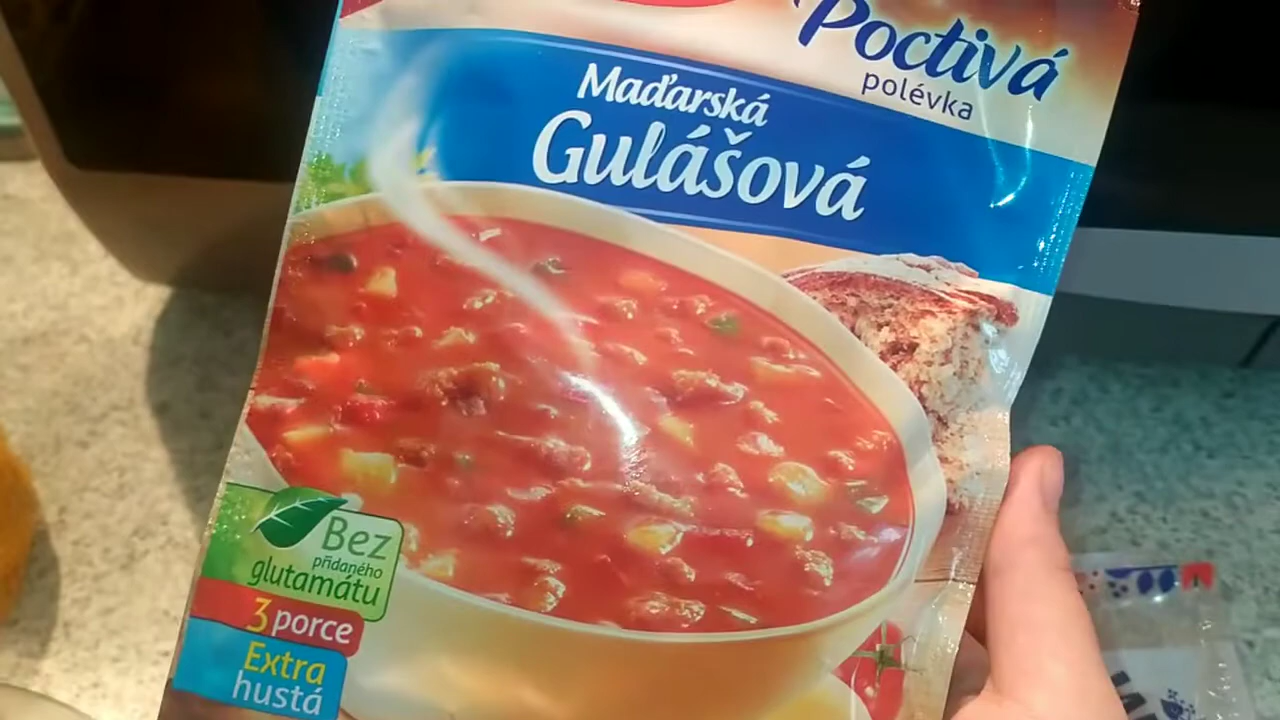 Poctivá
polévka
Maďarská
Gulášová
Bez
přidaného
glutamátu
3 porce
Extra
hustá